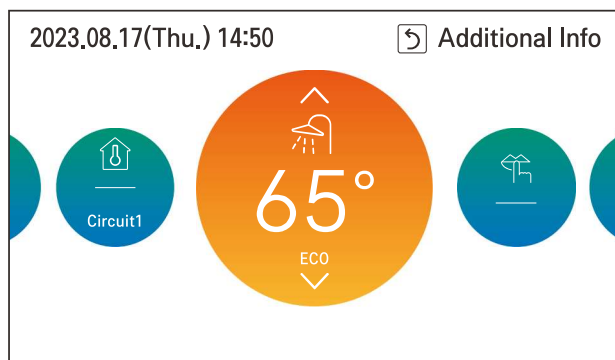 2023.08.17(Thu.) 14:50
Additional Info
65°
ECO
Circuit1